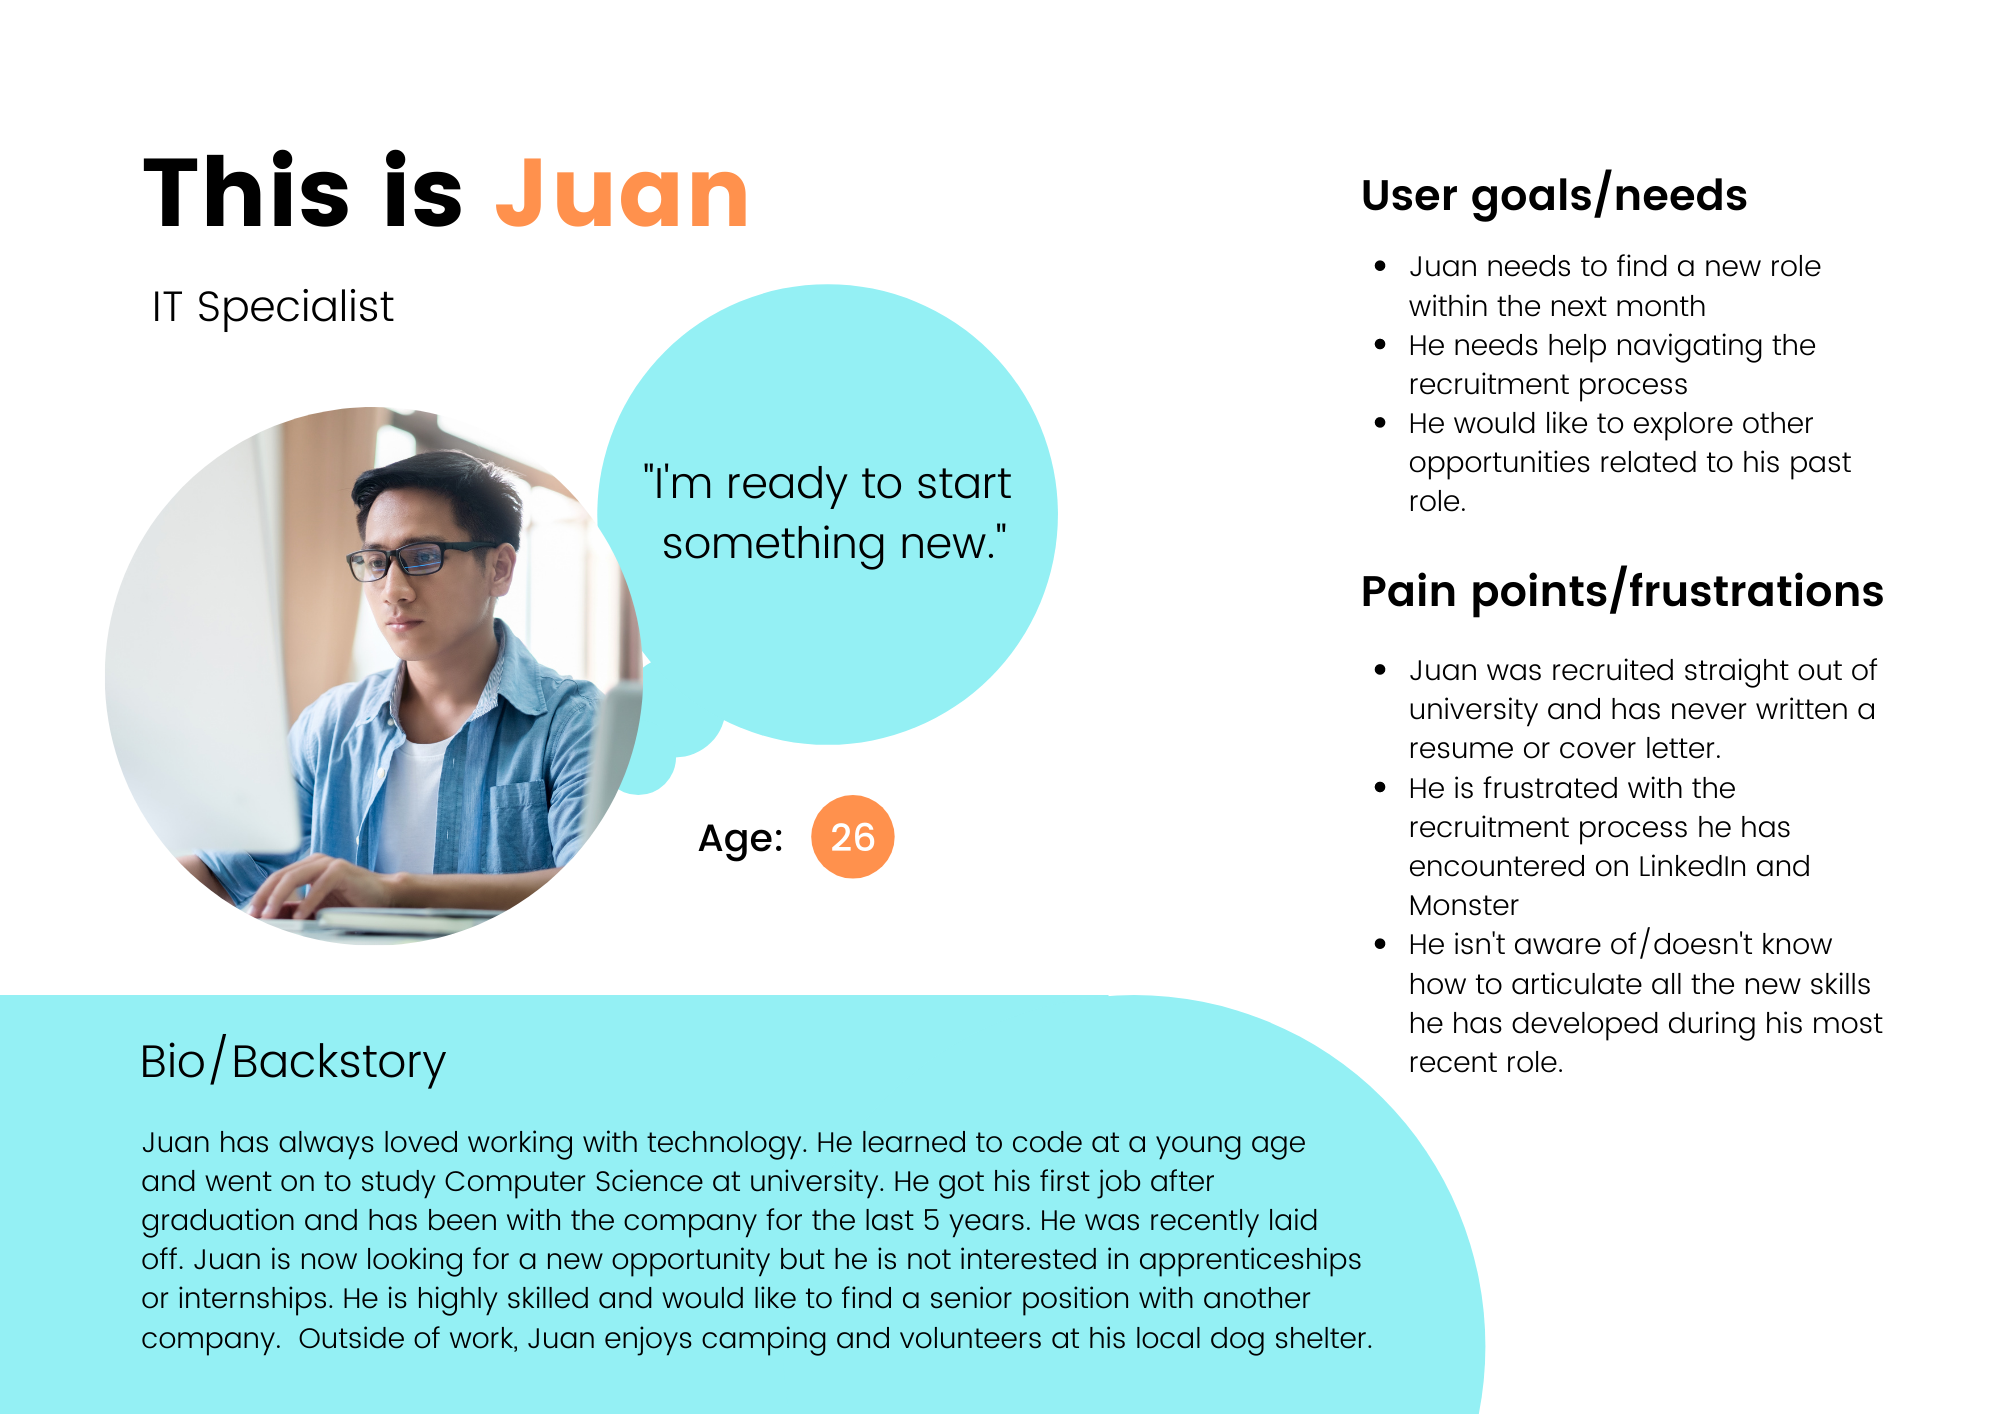 This is Juan
IT Specialist
"I'm ready to start
something new."
Age: 26
User goals/needs
• Juan needs to find a new role
within the next month
• He needs help navigating the
recruitment process
• He would like to explore other
opportunities related to his past
role.
Pain points/frustrations
• Juan was recruited straight out of
university and has never written a
resume or cover letter.
• He is frustrated with the
recruitment process he has
encountered on LinkedIn and
Monster
• He isn't aware of/doesn't know
how to articulate all the new skills
he has developed during his most
recent role.
Bio/Backstory
Juan has always loved working with technology. He learned to code at a young age
and went on to study Computer Science at university. He got his first job after
graduation and has been with the company for the last 5 years. He was recently laid
off. Juan is now looking for a new opportunity but he is not interested in apprenticeships
or internships. He is highly skilled and would like to find a senior position with another
company.  Outside of work, Juan enjoys camping and volunteers at his local dog shelter.